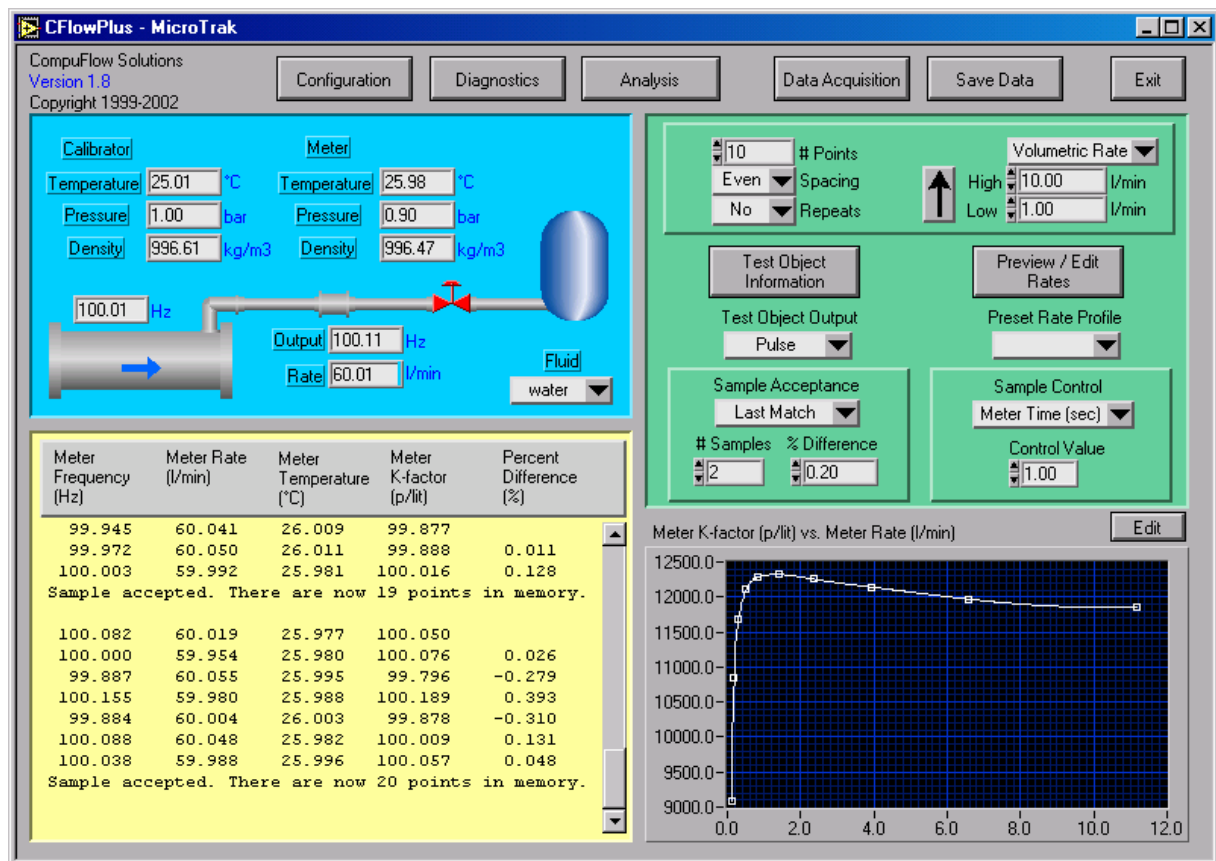 CFlowPlus - MicroTrak
CompuFlow Solutions
Version 1.8
Copyright 1999-2002
Configuration
Diagnostics
Analysis
Data Acquisition
Save Data
Exit
Calibrator
Meter
Temperature 25.01 °C
Temperature 25.98 °C
Pressure 1.00 bar
Pressure 0.90 bar
Density 996.61 kg/m3
Density 996.47 kg/m3
100.01 Hz
Output 100.11 Hz
Rate 60.01 l/min
Fluid
water
10 # Points
Even Spacing
No Repeats
Volumetric Rate
High 10.00 l/min
Low 1.00 l/min
Test Object
Information
Preview / Edit
Rates
Test Object Output
Pulse
Preset Rate Profile
Sample Acceptance
Last Match
# Samples % Difference
2 0.20
Sample Control
Meter Time (sec)
Control Value
1.00
Meter Frequency (Hz) Meter Rate (l/min) Meter Temperature (°C) Meter K-factor (p/lit) Percent Difference (%)
99.945 60.041 26.009 99.877
99.972 60.050 26.011 99.888 0.011
100.003 59.992 25.981 100.016 0.128
Sample accepted. There are now 19 points in memory.
100.082 60.019 25.977 100.050
100.000 59.954 25.980 100.076 0.026
99.887 60.055 25.995 99.796 -0.279
100.155 59.980 25.988 100.189 0.393
99.884 60.004 26.003 99.878 -0.310
100.088 60.048 25.982 100.009 0.131
100.038 59.988 25.996 100.057 0.048
Sample accepted. There are now 20 points in memory.
Meter K-factor (p/lit) vs. Meter Rate (l/min)
Edit
12500.0
12000.0
11500.0
11000.0
10500.0
10000.0
9500.0
9000.0
0.0 2.0 4.0 6.0 8.0 10.0 12.0